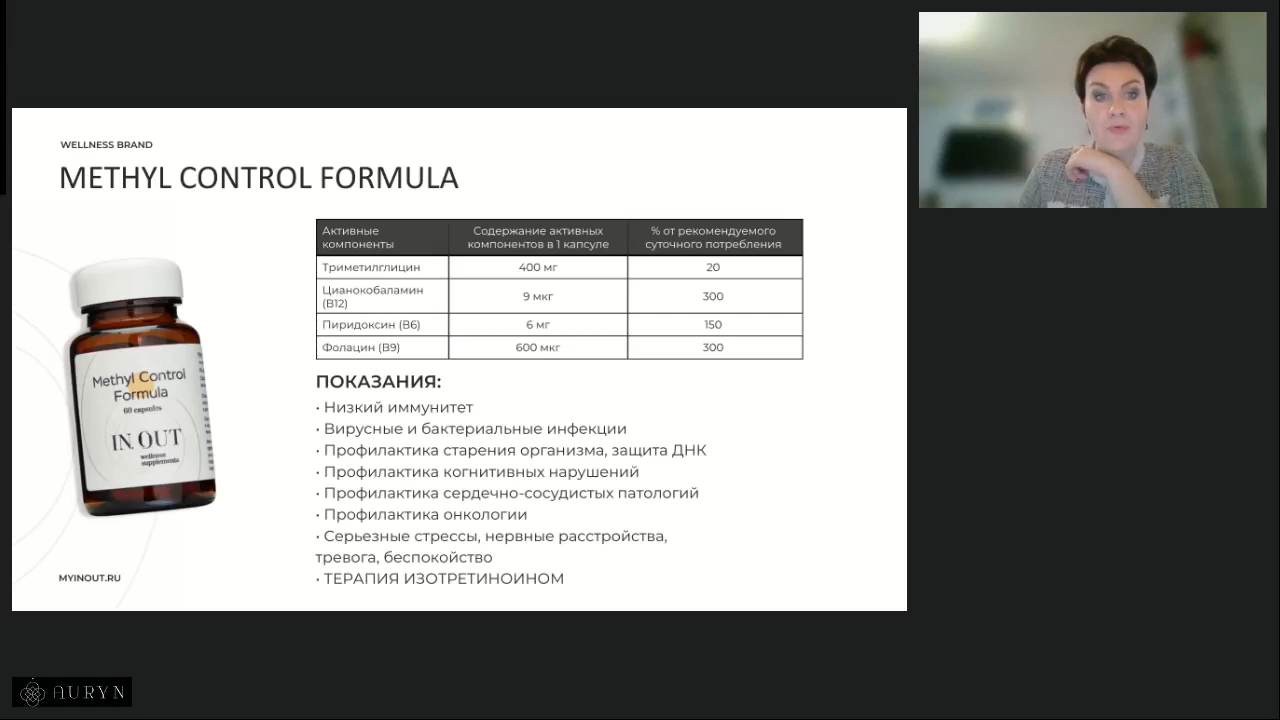 WELLNESS BRAND
METHYL CONTROL FORMULA
Активные
компоненты
Содержание активных
компонентов в 1 капсуле
% от рекомендуемого
суточного потребления
Триметилглицин
400 мг
20
Цианокобаламин
(B12)
9 мкг
300
Пиридоксин (B6)
6 мг
150
Фолацин (B9)
600 мкг
300
ПОКАЗАНИЯ:
• Низкий иммунитет
• Вирусные и бактериальные инфекции
• Профилактика старения организма, защита ДНК
• Профилактика когнитивных нарушений
• Профилактика сердечно-сосудистых патологий
• Профилактика онкологии
• Серьезные стрессы, нервные расстройства,
тревога, беспокойство
• ТЕРАПИЯ ИЗОТРЕТИНОИНОМ
Methyl Control
Formula
60 capsules
IN OUT
wellness
supplements
MYINOUT.RU
AURYN